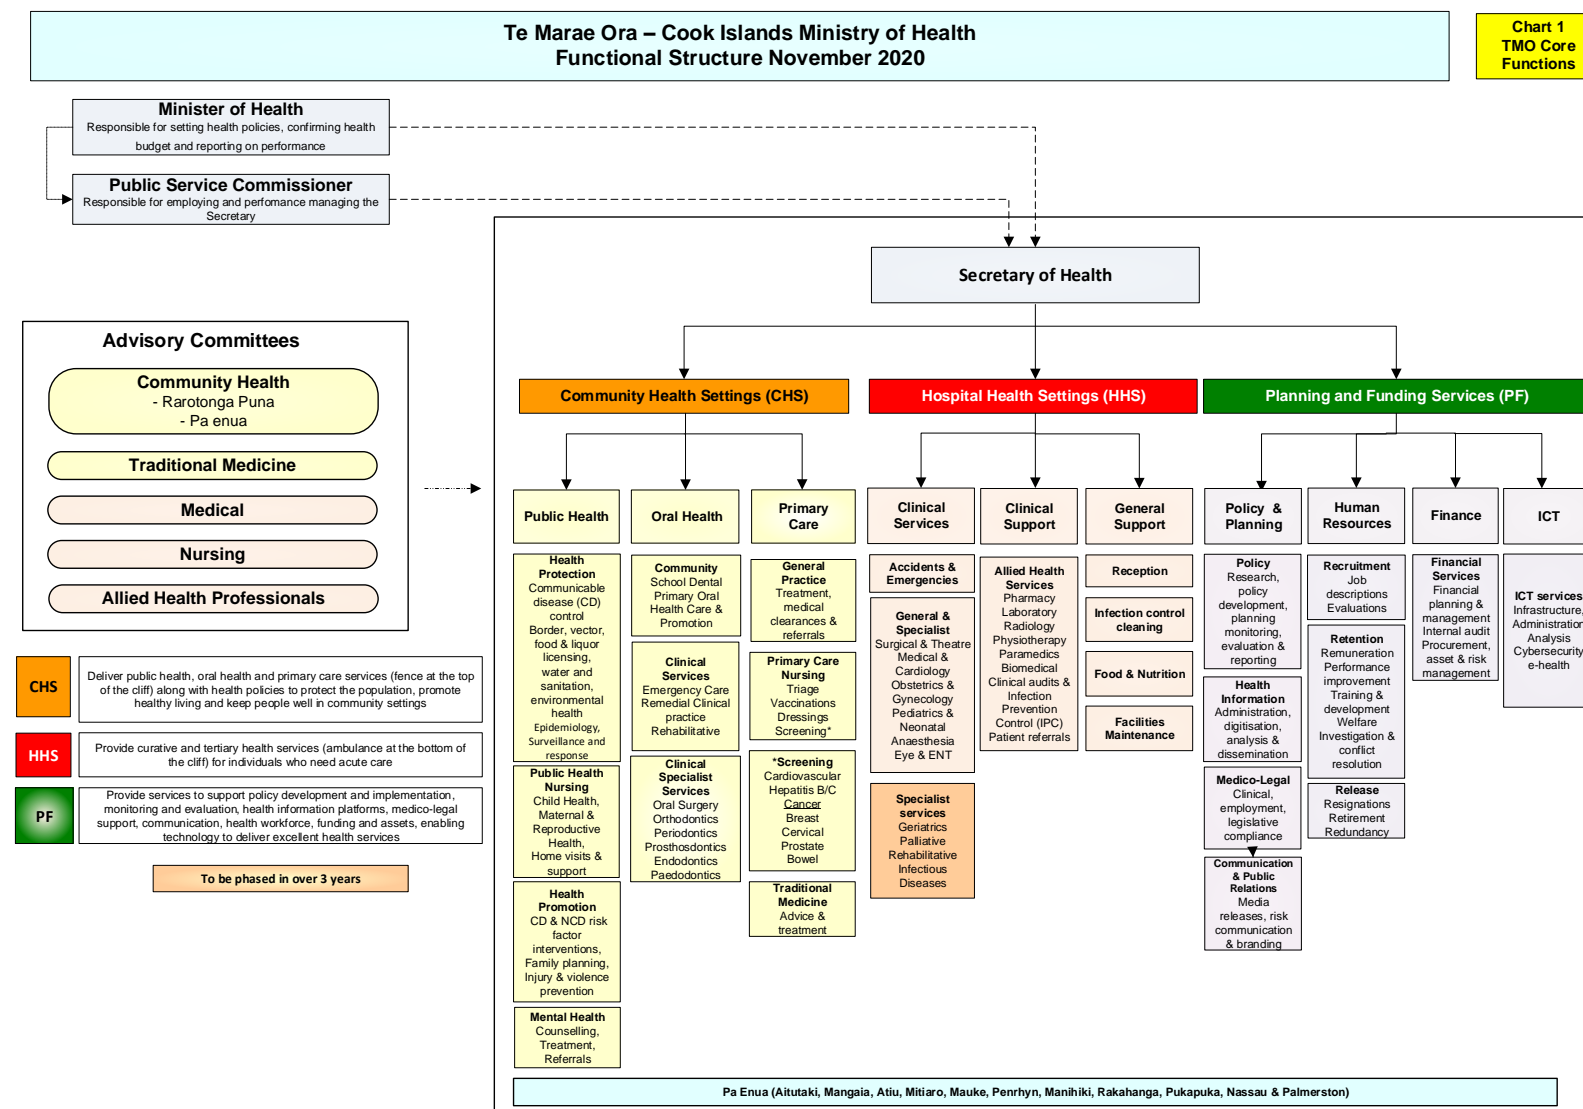 Te Marae Ora – Cook Islands Ministry of Health
Functional Structure November 2020
Chart 1
TMO Core
Functions
Minister of Health
Responsible for setting health policies, confirming health
budget and reporting on performance
Public Service Commissioner
Responsible for employing and perfomance managing the
Secretary
Secretary of Health
Advisory Committees
Community Health
- Rarotonga Puna
- Pa enua
Traditional Medicine
Medical
Nursing
Allied Health Professionals
CHS
Deliver public health, oral health and primary care services (fence at the top
of the cliff) along with health policies to protect the population, promote
healthy living and keep people well in community settings
HHS
Provide curative and tertiary health services (ambulance at the bottom of
the cliff) for individuals who need acute care
PF
Provide services to support policy development and implementation,
monitoring and evaluation, health information platforms, medico-legal
support, communication, health workforce, funding and assets, enabling
technology to deliver excellent health services
To be phased in over 3 years
Community Health Settings (CHS)
Public Health
Health
Protection
Communicable
disease (CD)
control
Border, vector,
food & liquor
licensing,
water and
sanitation,
environmental
health
Epidemiology,
Surveillance and
response
Public Health
Nursing
Child Health,
Maternal &
Reproductive
Health,
Home visits &
support
Health
Promotion
CD & NCD risk
factor
interventions,
Family planning,
Injury & violence
prevention
Mental Health
Counselling,
Treatment,
Referrals
Oral Health
Community
School Dental
Primary Oral
Health Care &
Promotion
Clinical
Services
Emergency Care
Remedial Clinical
practice
Rehabilitative
Clinical
Specialist
Services
Oral Surgery
Orthodontics
Periodontics
Prosthosdontics
Endodontics
Paedodontics
Primary
Care
General
Practice
Treatment,
medical
clearances &
referrals
Primary Care
Nursing
Triage
Vaccinations
Dressings
Screening*
*Screening
Cardiovascular
Hepatitis B/C
Cancer
Breast
Cervical
Prostate
Bowel
Traditional
Medicine
Advice &
treatment
Hospital Health Settings (HHS)
Clinical
Services
Accidents &
Emergencies
General &
Specialist
Surgical & Theatre
Medical &
Cardiology
Obstetrics &
Gynecology
Pediatrics &
Neonatal
Anaesthesia
Eye & ENT
Specialist
services
Geriatrics
Palliative
Rehabilitative
Infectious
Diseases
Clinical
Support
Allied Health
Services
Pharmacy
Laboratory
Radiology
Physiotherapy
Paramedics
Biomedical
Clinical audits &
Infection
Prevention
Control (IPC)
Patient referrals
General
Support
Reception
Infection control
cleaning
Food & Nutrition
Facilities
Maintenance
Planning and Funding Services (PF)
Policy &
Planning
Policy
Research,
policy
development,
planning
monitoring,
evaluation &
reporting
Health
Information
Administration,
digitisation,
analysis &
dissemination
Medico-Legal
Clinical,
employment,
legislative
compliance
Communication
& Public
Relations
Media
releases, risk
communication
& branding
Human
Resources
Recruitment
Job
descriptions
Evaluations
Retention
Remuneration
Performance
improvement
Training &
development
Welfare
Investigation &
conflict
resolution
Release
Resignations
Retirement
Redundancy
Finance
Financial
Services
Financial
planning &
management
Internal audit
Procurement,
asset & risk
management
ICT
ICT services
Infrastructure,
Administration
Analysis
Cybersecurity
e-health
Pa Enua (Aitutaki, Mangaia, Atiu, Mitiaro, Mauke, Penrhyn, Manihiki, Rakahanga, Pukapuka, Nassau & Palmerston)